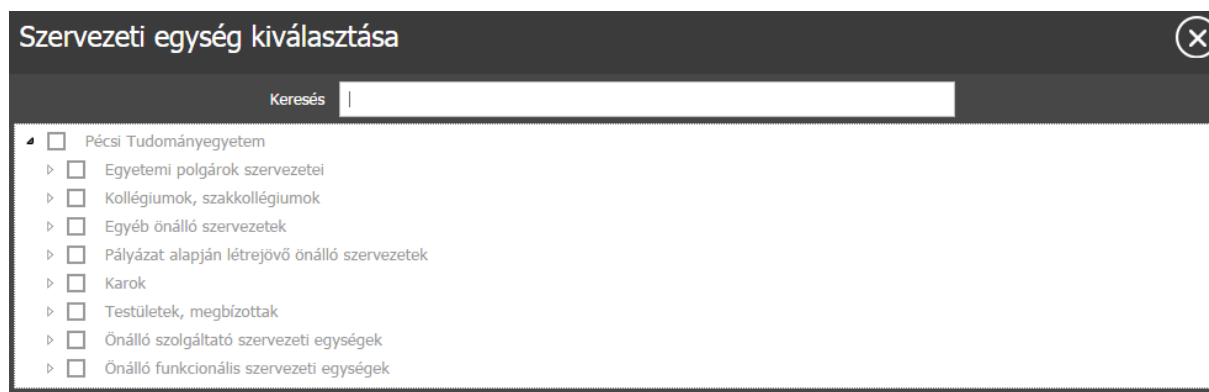 Szervezeti egység kiválasztása
Keresés
Pécsi Tudományegyetem
Egyetemi polgárok szervezetei
Kollégiumok, szakkollégiumok
Egyéb önálló szervezetek
Pályázat alapján létrejövő önálló szervezetek
Karok
Testületek, megbízottak
Önálló szolgáltató szervezeti egységek
Önálló funkcionális szervezeti egységek